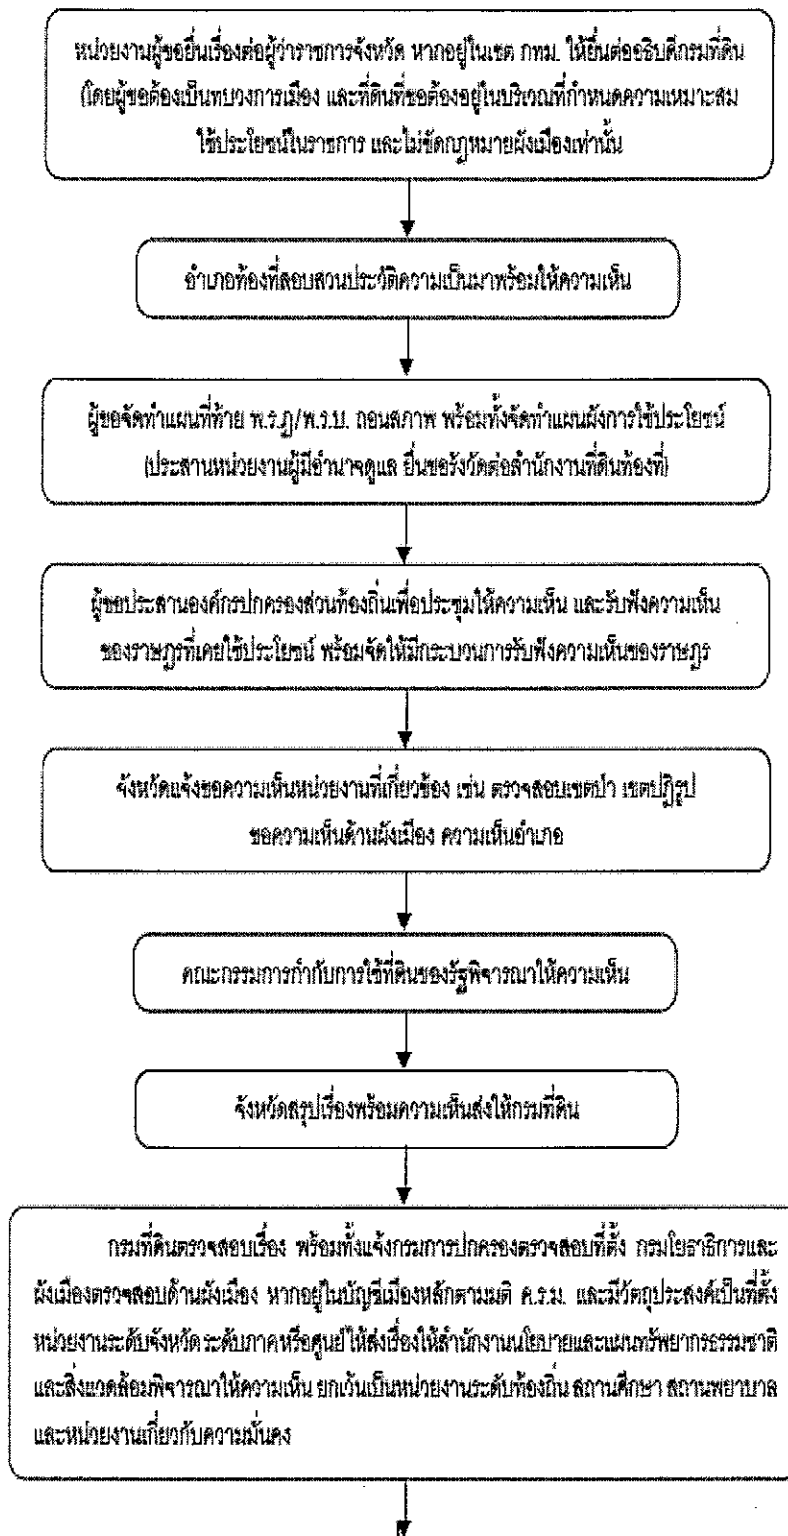 หน่วยงานผู้ขอยื่นเรื่องต่อผู้ว่าราชการจังหวัด หากอยู่ในเขต กทม. ให้ยื่นต่ออธิบดีกรมที่ดิน
(โดยผู้ขอต้องเป็นทบวงการเมือง และที่ดินที่ขอต้องอยู่ในบริเวณที่กำหนดความเหมาะสม
ใช้ประโยชน์ในราชการ และไม่ขัดกฎหมายผังเมืองเท่านั้น
อำเภอท้องที่สอบสวนประวัติความเป็นมาพร้อมให้ความเห็น
ผู้ขอจัดทำแผนที่ท้าย พ.ร.ฎ/พ.ร.บ. ถอนสภาพ พร้อมทั้งจัดทำแผนผังการใช้ประโยชน์
(ประสานหน่วยงานผู้มีอำนาจดูแล ยื่นขอรังวัดต่อสำนักงานที่ดินท้องที่)
ผู้ขอประสานองค์กรปกครองส่วนท้องถิ่นเพื่อประชุมให้ความเห็น และรับฟังความเห็น
ของราษฎรที่เคยใช้ประโยชน์ พร้อมจัดให้มีกระบวนการรับฟังความเห็นของราษฎร
จังหวัดแจ้งขอความเห็นหน่วยงานที่เกี่ยวข้อง เช่น ตรวจสอบเขตป่า เขตปฏิรูป
ขอความเห็นด้านผังเมือง ความเห็นอำเภอ
คณะกรรมการกำกับการใช้ที่ดินของรัฐพิจารณาให้ความเห็น
จังหวัดสรุปเรื่องพร้อมความเห็นส่งให้กรมที่ดิน
กรมที่ดินตรวจสอบเรื่อง พร้อมทั้งแจ้งกรมการปกครองตรวจสอบที่ตั้ง กรมโยธาธิการและ
ผังเมืองตรวจสอบด้านผังเมือง หากอยู่ในบัญชีเมืองหลักตามมติ ค.ร.ม. และมีวัตถุประสงค์เป็นที่ตั้ง
หน่วยงานระดับจังหวัด ระดับภาคหรือศูนย์ ให้ส่งเรื่องให้สำนักงานนโยบายและแผนทรัพยากรธรรมชาติ
และสิ่งแวดล้อมพิจารณาให้ความเห็น ยกเว้นเป็นหน่วยงานระดับท้องถิ่น สถานศึกษา สถานพยาบาล
และหน่วยงานเกี่ยวกับความมั่นคง